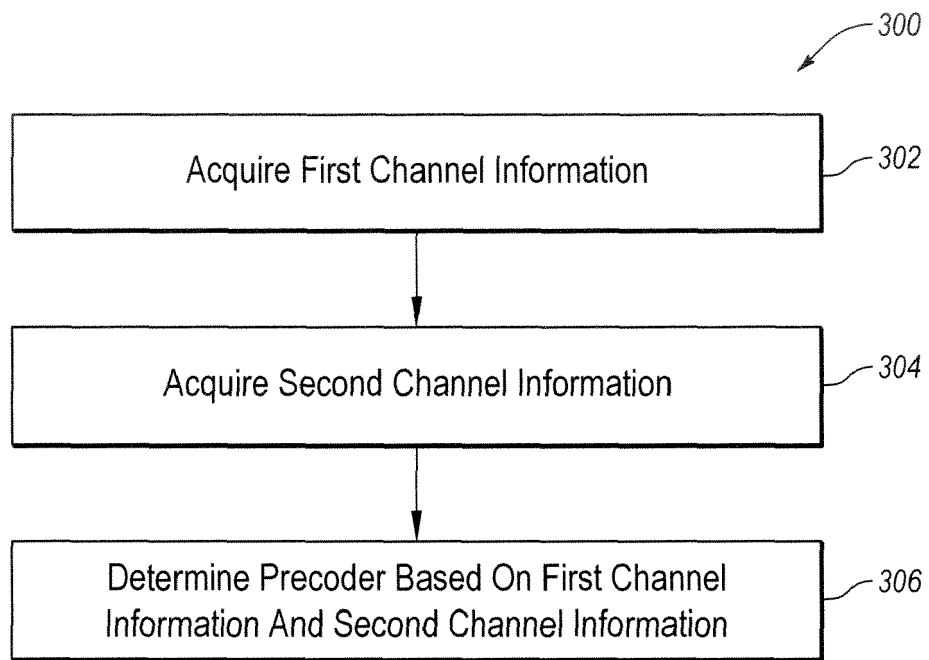 300
Acquire First Channel Information
302
Acquire Second Channel Information
304
Determine Precoder Based On First Channel
Information And Second Channel Information
306